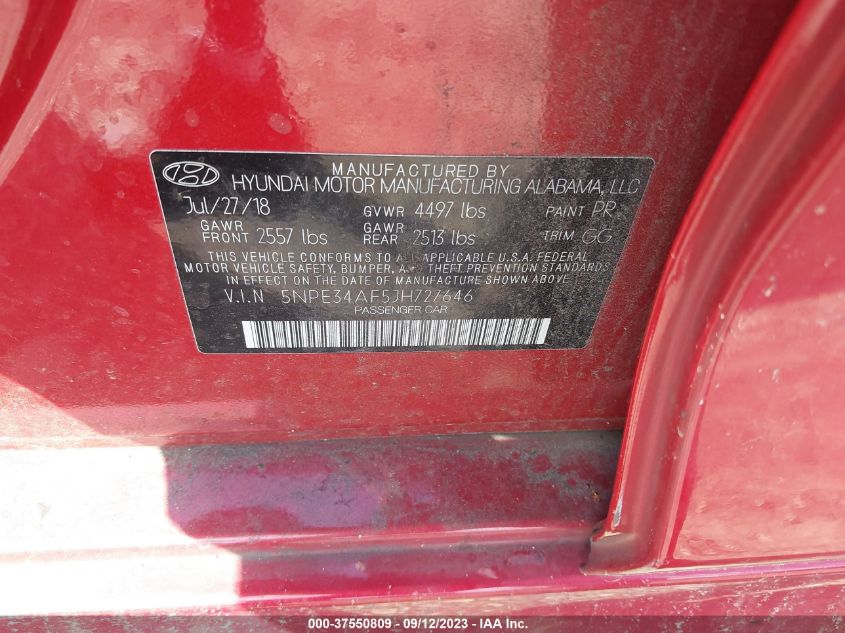 MANUFACTURED BY
HYUNDAI MOTOR MANUFACTURING ALABAMA, LLC
Jul/27/18 GVWR 4497 lbs PAINT PR
GAWR FRONT 2557 lbs GAWR REAR 2513 lbs TRIM GG
THIS VEHICLE CONFORMS TO ALL APPLICABLE U.S.A. FEDERAL
MOTOR VEHICLE SAFETY, BUMPER, AND THEFT PREVENTION STANDARDS
IN EFFECT ON THE DATE OF MANUFACTURE SHOWN ABOVE.
V.I.N 5NPE34AF5JH727646
PASSENGER CAR
000-37550809 - 09/12/2023 - IAA Inc.